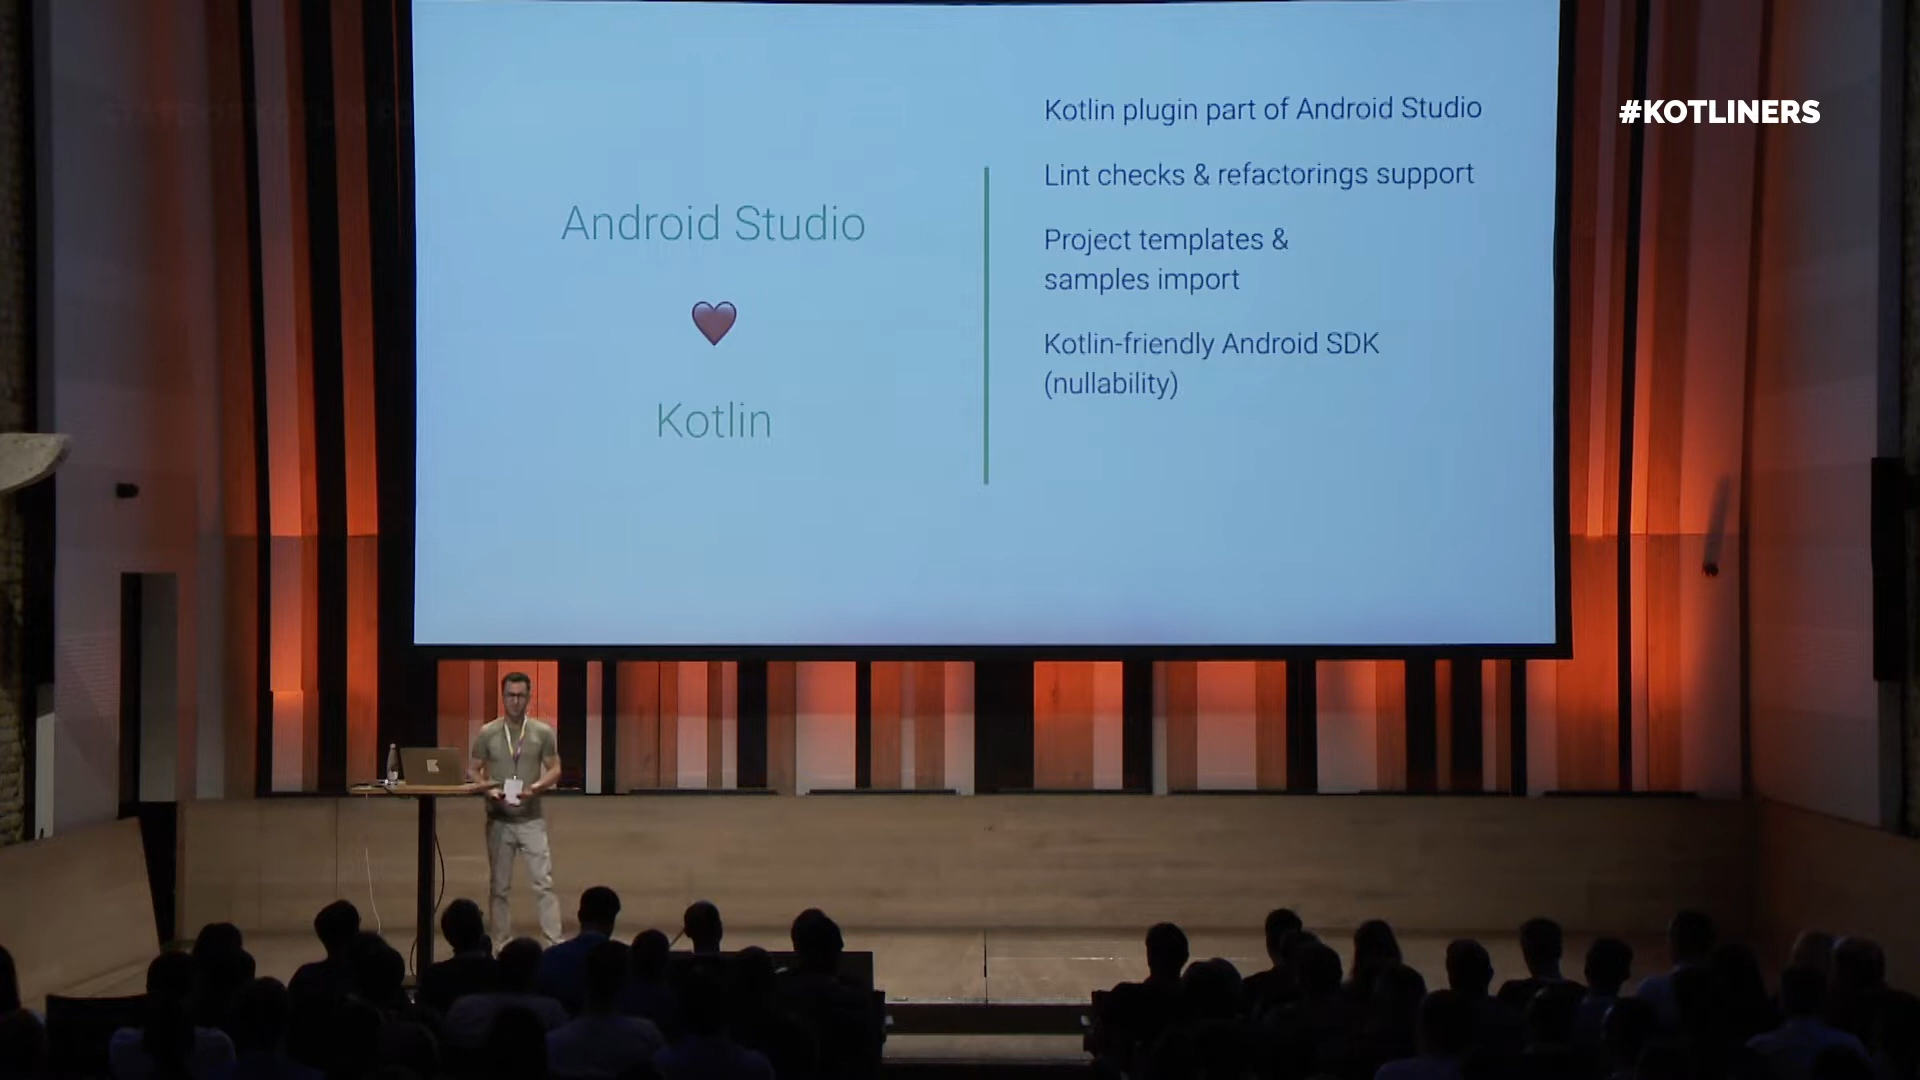 Android Studio
❤
Kotlin
Kotlin plugin part of Android Studio
Lint checks & refactorings support
Project templates &
samples import
Kotlin-friendly Android SDK
(nullability)
#KOTLINERS